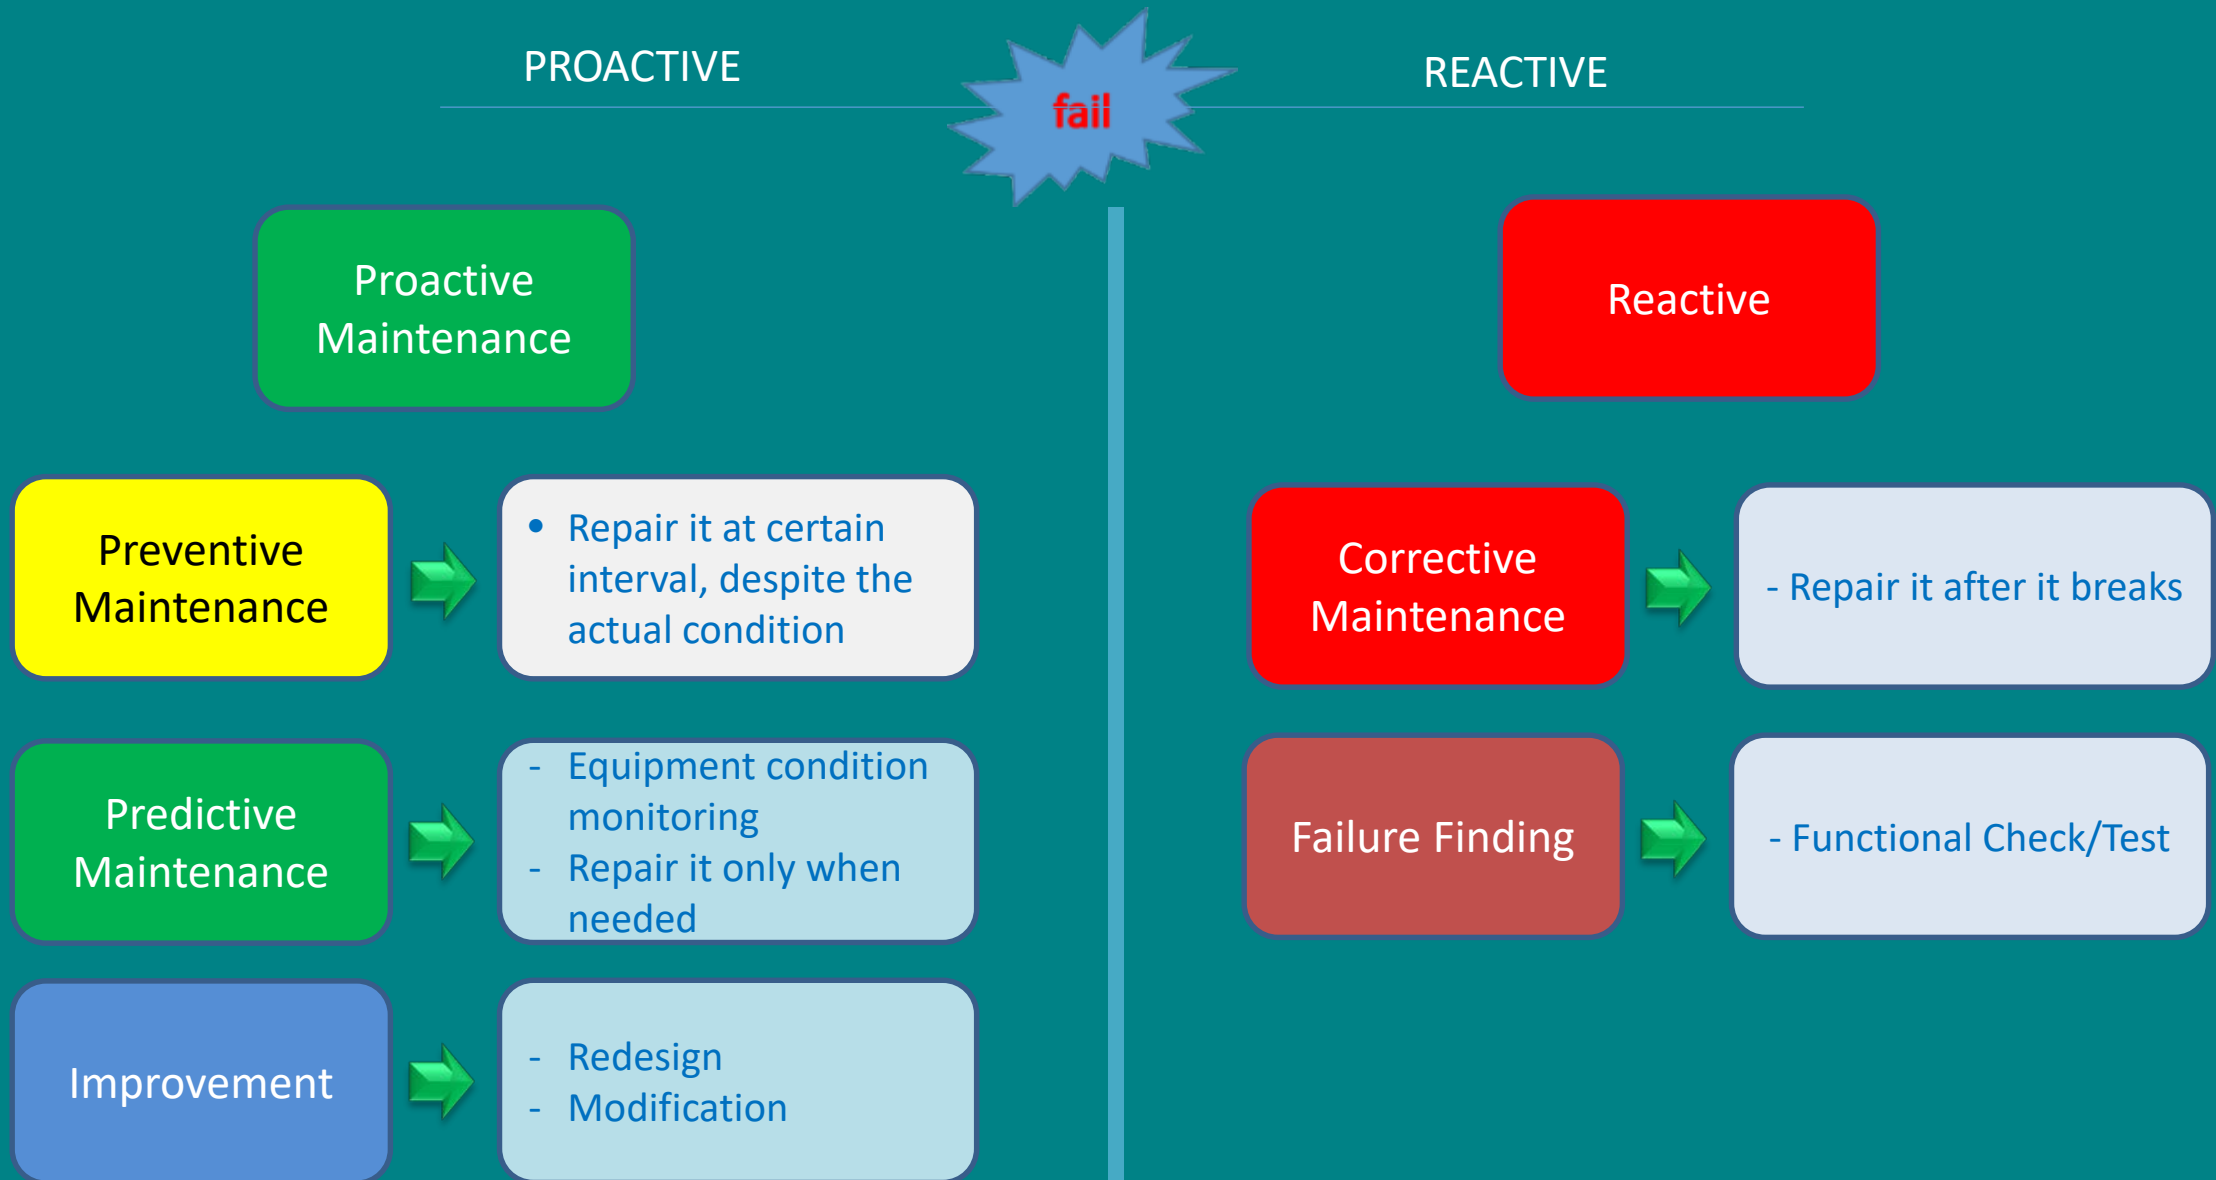 PROACTIVE
fail
REACTIVE
Proactive
Maintenance
Reactive
Preventive
Maintenance
• Repair it at certain
interval, despite the
actual condition
Corrective
Maintenance
- Repair it after it breaks
Predictive
Maintenance
- Equipment condition
monitoring
- Repair it only when
needed
Failure Finding
- Functional Check/Test
Improvement
- Redesign
- Modification